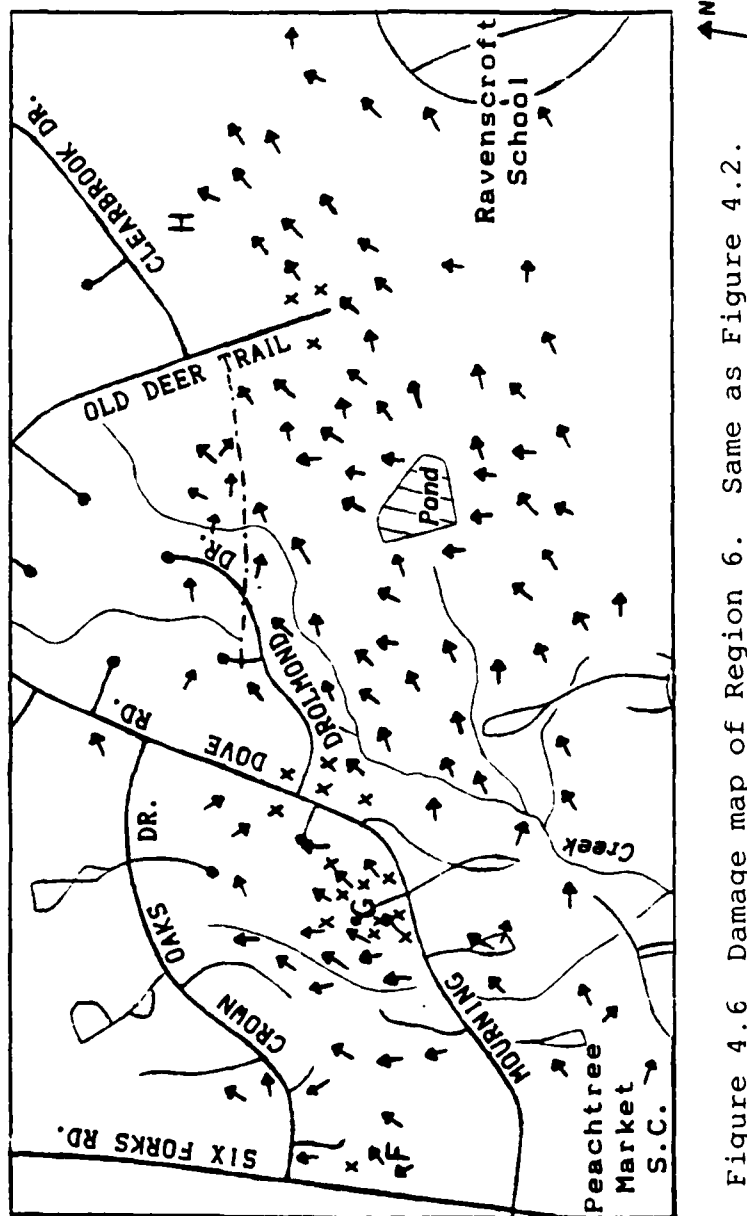 N
SIX FORKS RD.
CROWN
OAKS
DR.
MOURNING
DOVE
RD.
DROLMOND
DR.
OLD DEER TRAIL
CLEARBROOK DR.
F
G
H
Creek
Pond
Peachtree
Market
S.C.
Ravenscroft
School
Figure 4.6 Damage map of Region 6. Same as Figure 4.2.